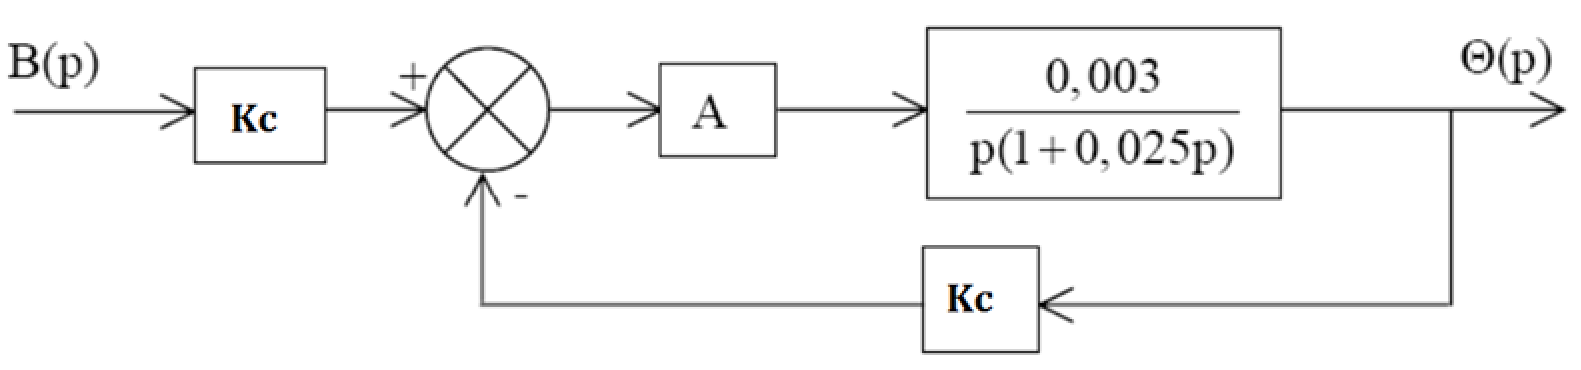 B(p)
Kc
+
-
A
0,003
p(1+0,025p)
Θ(p)
Kc